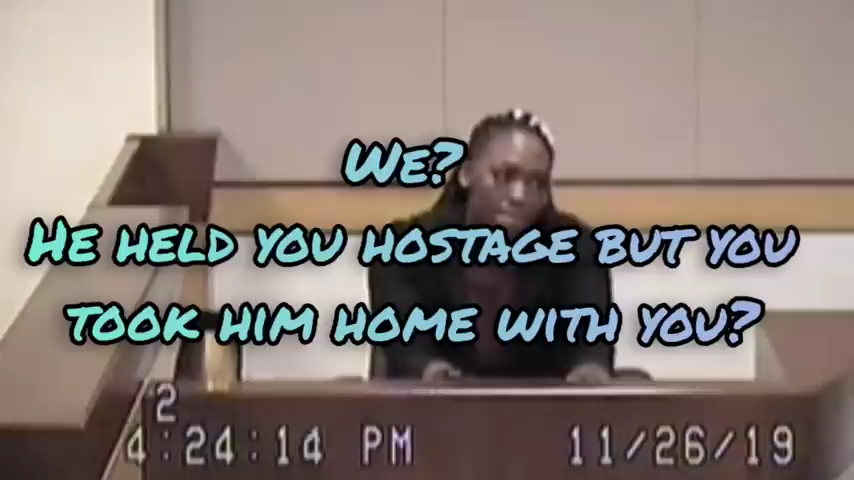 We?
He held you hostage but you
took him home with you?
2
4:24:14 PM 11/26/19